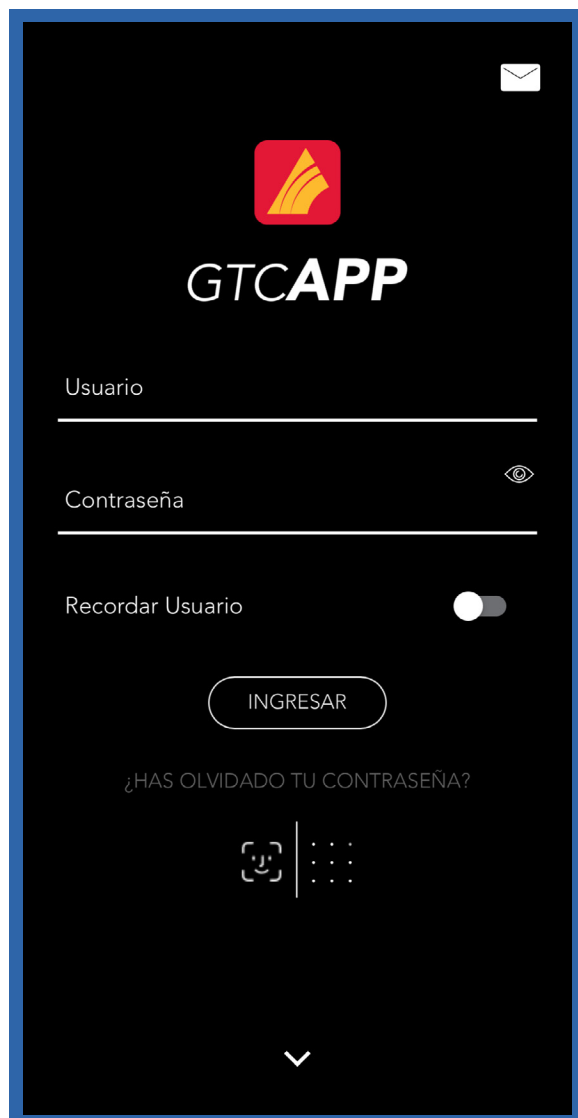 GTCAPP
Usuario
Contraseña
Recordar Usuario
INGRESAR
¿HAS OLVIDADO TU CONTRASEÑA?